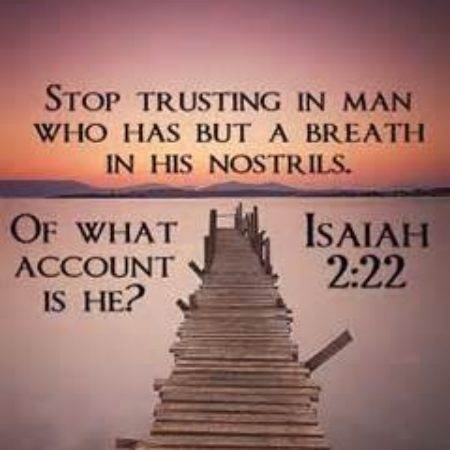 Stop trusting in man
who has but a breath
in his nostrils.
Of what
account
is he?
Isaiah
2:22